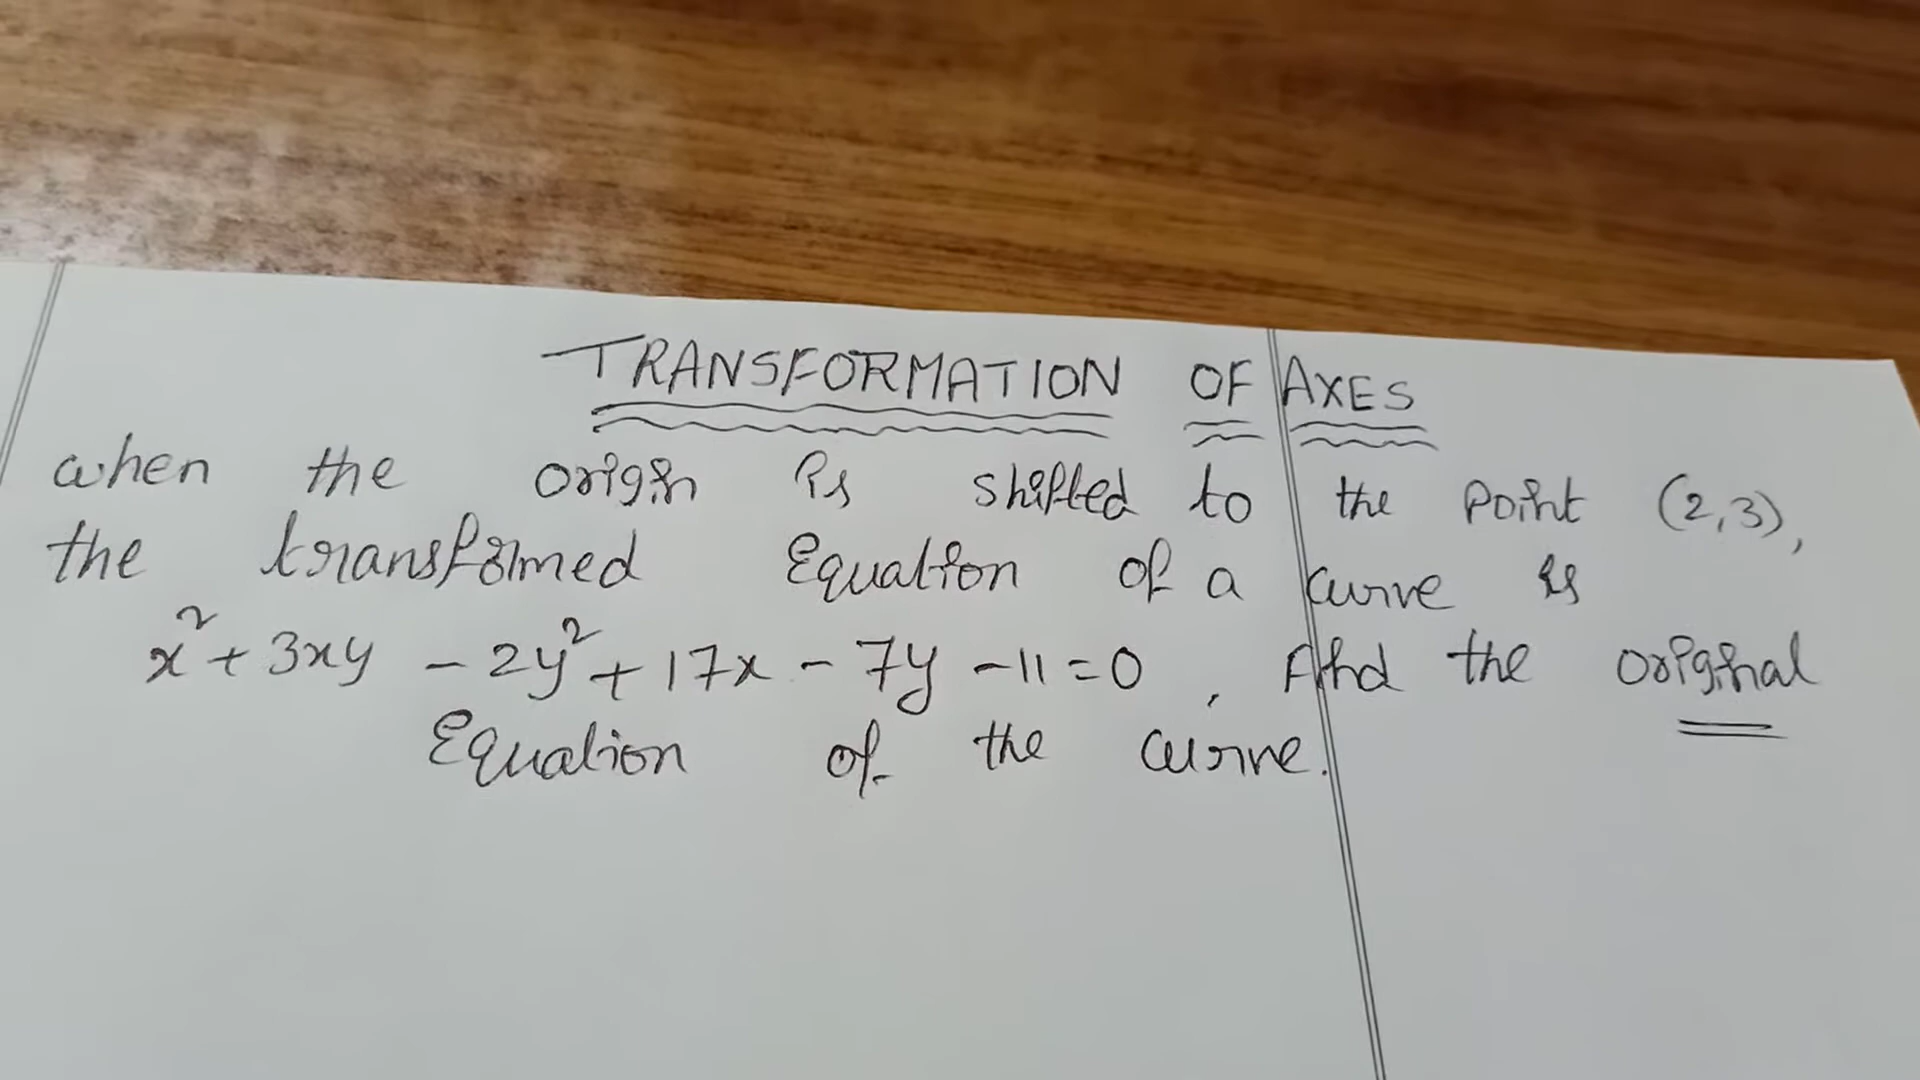 TRANSFORMATION OF AXES
when the origin is shifted to the point (2,3),
the transformed Equation of a curve is
x² + 3xy - 2y² + 17x - 7y - 11 = 0, find the original
Equation of the curve.